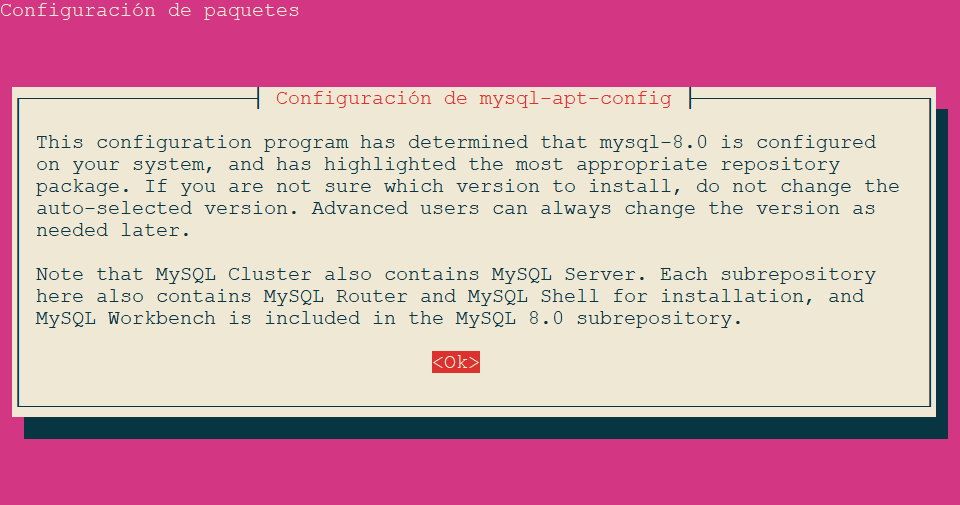 Configuración de paquetes
Configuración de mysql-apt-config
This configuration program has determined that mysql-8.0 is configured
on your system, and has highlighted the most appropriate repository
package. If you are not sure which version to install, do not change the
auto-selected version. Advanced users can always change the version as
needed later.
Note that MySQL Cluster also contains MySQL Server. Each subrepository
here also contains MySQL Router and MySQL Shell for installation, and
MySQL Workbench is included in the MySQL 8.0 subrepository.
<Ok>